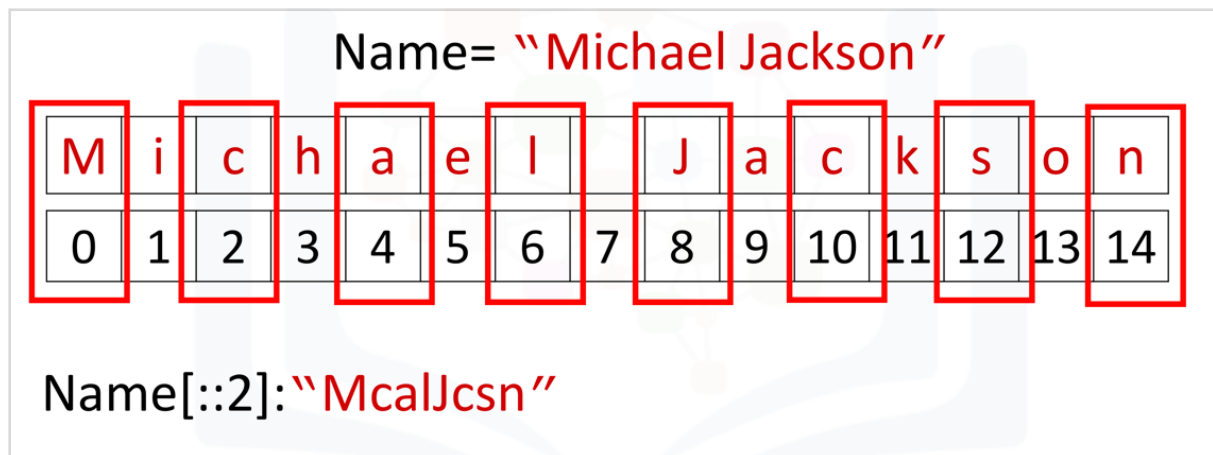 Name= “Michael Jackson”
M i c h a e l J a c k s o n
0 1 2 3 4 5 6 7 8 9 10 11 12 13 14
Name[::2]:“McalJcsn”